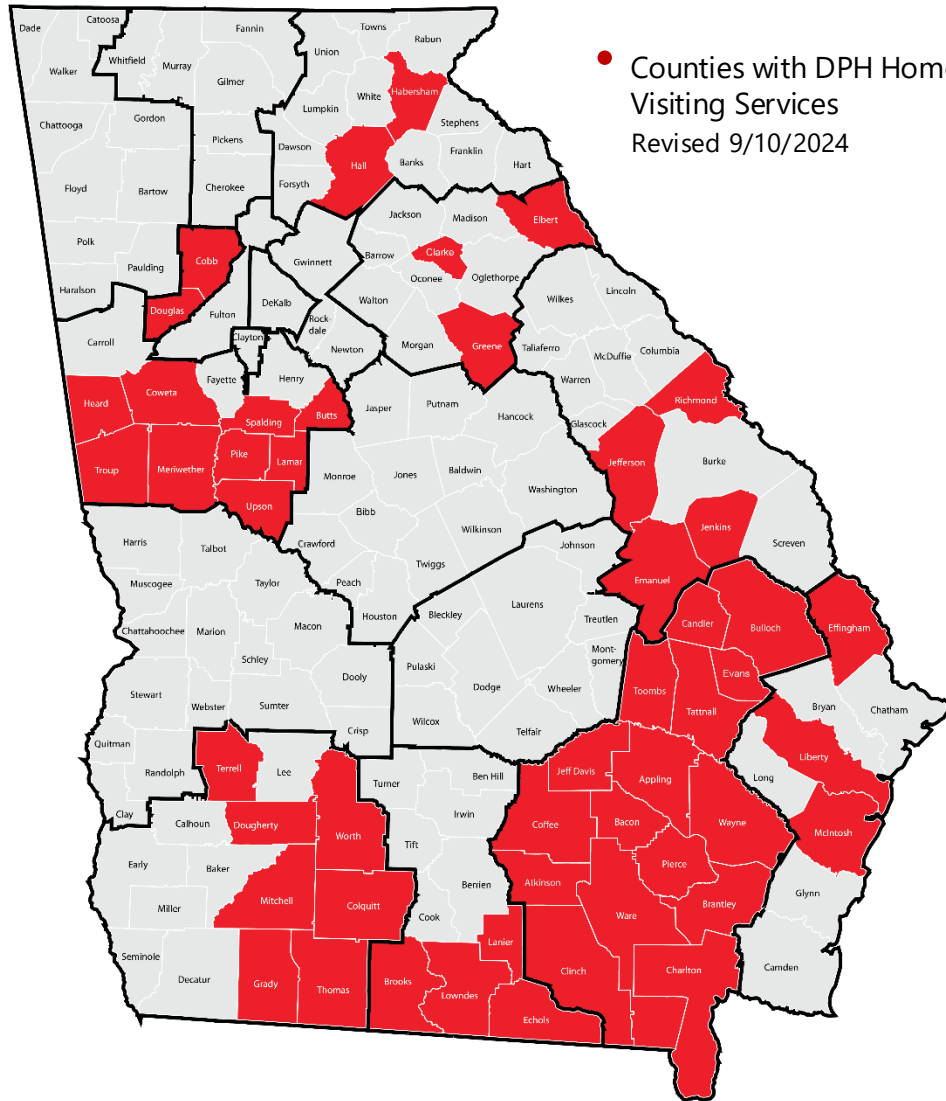 Counties with DPH Home
Visiting Services
Revised 9/10/2024
Dade
Catoosa
Fannin
Towns
Rabun
Union
Whitfield
Murray
Walker
Gilmer
Habersham
White
Lumpkin
Chattooga
Gordon
Stephens
Pickens
Dawson
Hall
Banks
Franklin
Hart
Floyd
Bartow
Cherokee
Forsyth
Jackson
Madison
Elbert
Polk
Cobb
Paulding
Haralson
Gwinnett
Barrow
Clarke
Oconee
Oglethorpe
Wilkes
Lincoln
Douglas
Fulton
DeKalb
Walton
Carroll
Clayton
Rock-
dale
Newton
Morgan
Greene
Taliaferro
McDuffie
Columbia
Fayette
Henry
Warren
Heard
Coweta
Spalding
Butts
Jasper
Putnam
Hancock
Glascock
Richmond
Troup
Meriwether
Pike
Lamar
Monroe
Jones
Baldwin
Jefferson
Burke
Upson
Bibb
Washington
Wilkinson
Jenkins
Screven
Harris
Talbot
Crawford
Twiggs
Johnson
Emanuel
Muscogee
Taylor
Peach
Houston
Bleckley
Laurens
Treutlen
Candler
Bulloch
Effingham
Chattahoochee
Marion
Macon
Schley
Dooly
Pulaski
Dodge
Mont-
gomery
Wheeler
Toombs
Evans
Tattnall
Bryan
Chatham
Stewart
Webster
Sumter
Crisp
Wilcox
Telfair
Quitman
Randolph
Terrell
Lee
Turner
Ben Hill
Jeff Davis
Appling
Long
Liberty
Clay
Calhoun
Dougherty
Worth
Irwin
Coffee
Bacon
Wayne
McIntosh
Early
Baker
Tift
Pierce
Miller
Mitchell
Colquitt
Berrien
Cook
Atkinson
Ware
Brantley
Glynn
Seminole
Decatur
Grady
Thomas
Brooks
Lowndes
Lanier
Clinch
Charlton
Camden
Echols